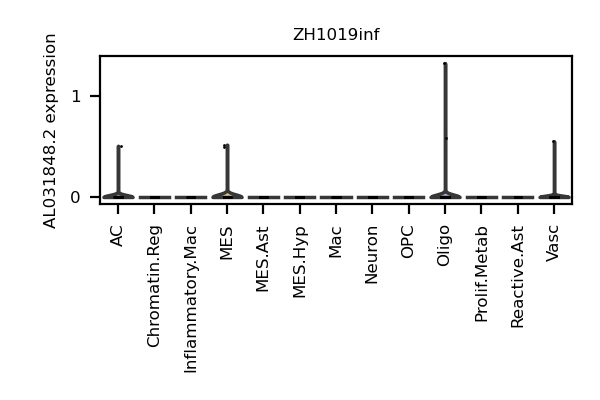 ZH1019inf
AL031848.2 expression
1
0
AC
Chromatin.Reg
Inflammatory.Mac
MES
MES.Ast
MES.Hyp
Mac
Neuron
OPC
Oligo
Prolif.Metab
Reactive.Ast
Vasc